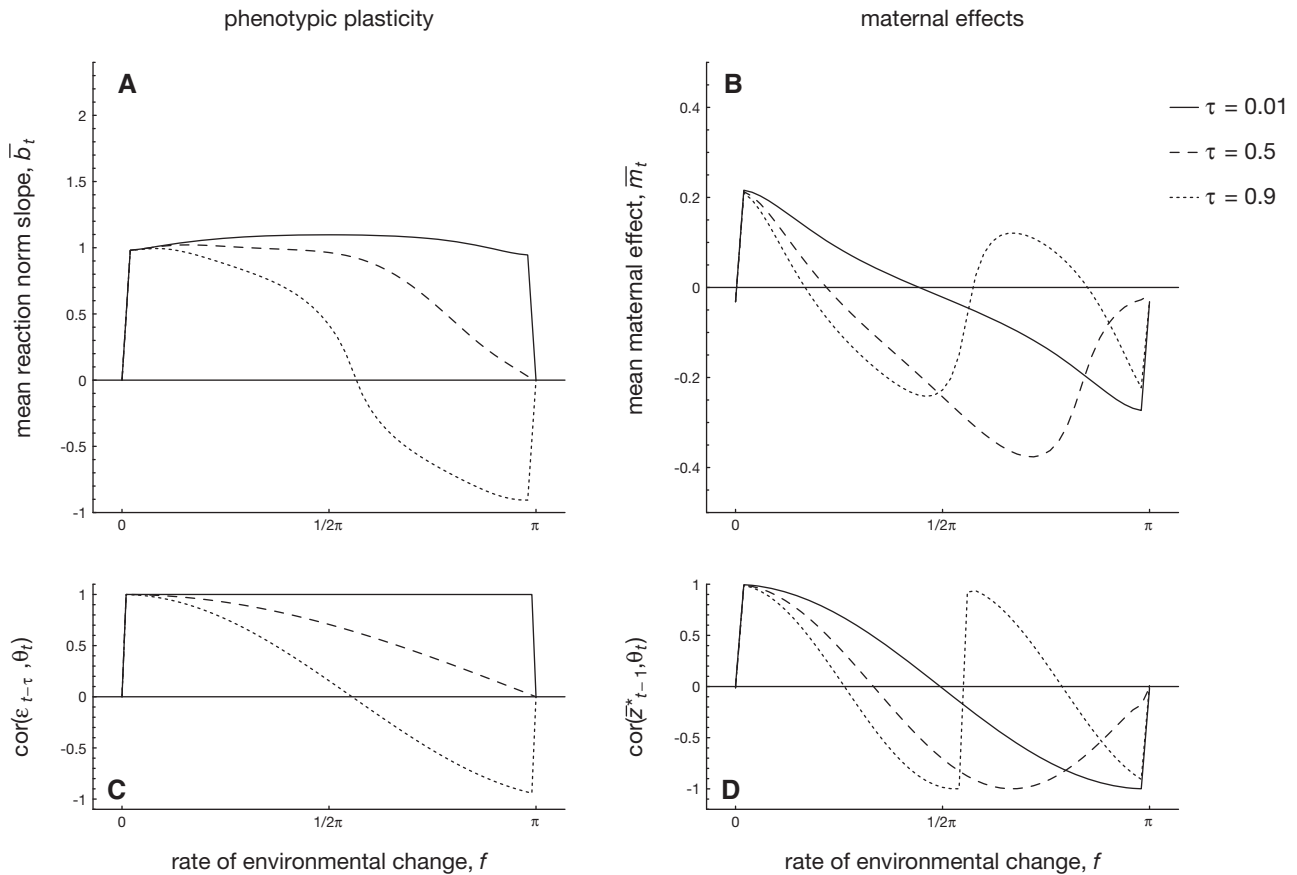 phenotypic plasticity
maternal effects
A
2
1.5
1
0.5
0
-0.5
-1
0
1/2π
π
mean reaction norm slope, b̅ₜ
B
0.4
0.2
0
-0.2
-0.4
0
1/2π
π
mean maternal effect, m̅ₜ
τ = 0.01
τ = 0.5
τ = 0.9
C
1
0.5
0
-0.5
-1
0
1/2π
π
cor(ε t−τ ,θt)
rate of environmental change, f
D
1
0.5
0
-0.5
-1
0
1/2π
π
cor(z̅*t−1,θt)
rate of environmental change, f